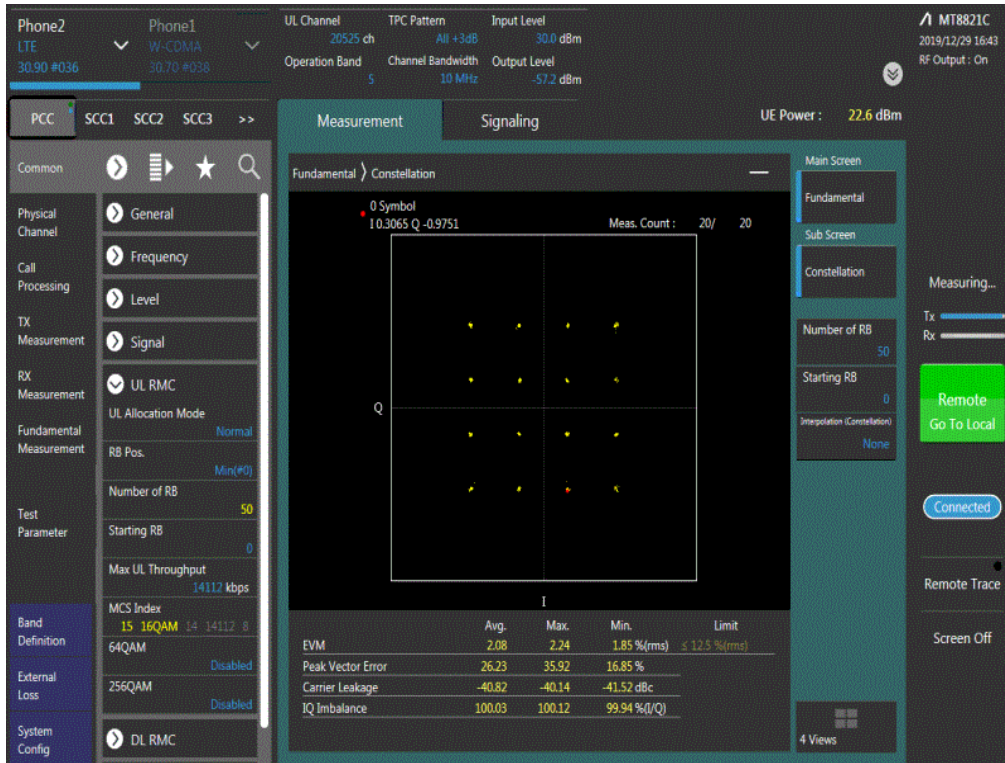 Phone2
LTE
30.90 #036
Phone1
W-CDMA
30.70 #038
UL Channel
20525 ch
TPC Pattern
All +3dB
Input Level
30.0 dBm
Operation Band
5
Channel Bandwidth
10 MHz
Output Level
-57.2 dBm
MT8821C
2019/12/29 16:43
RF Output : On
PCC SCC1 SCC2 SCC3 >>
Measurement
Signaling
UE Power : 22.6 dBm
Common
Physical
Channel
Call
Processing
TX
Measurement
RX
Measurement
Fundamental
Measurement
Test
Parameter
Band
Definition
External
Loss
System
Config
General
Frequency
Level
Signal
UL RMC
UL Allocation Mode
Normal
RB Pos.
Min(#0)
Number of RB
50
Starting RB
0
Max UL Throughput
14112 kbps
MCS Index
15 16QAM 14 14112 8
64QAM
Disabled
256QAM
Disabled
DL RMC
Fundamental 〉 Constellation
0 Symbol
I 0.3065 Q -0.9751
Meas. Count : 20/ 20
Q
I
Avg. Max. Min. Limit
EVM 2.08 2.24 1.85 %(rms) ≤ 12.5 %(rms)
Peak Vector Error 26.23 35.92 16.85 %
Carrier Leakage -40.82 -40.14 -41.52 dBc
IQ Imbalance 100.03 100.12 99.94 %(I/Q)
Main Screen
Fundamental
Sub Screen
Constellation
Number of RB
50
Starting RB
0
Interpolation (Constellation)
None
4 Views
Measuring...
Tx
Rx
Remote
Go To Local
Connected
Remote Trace
Screen Off